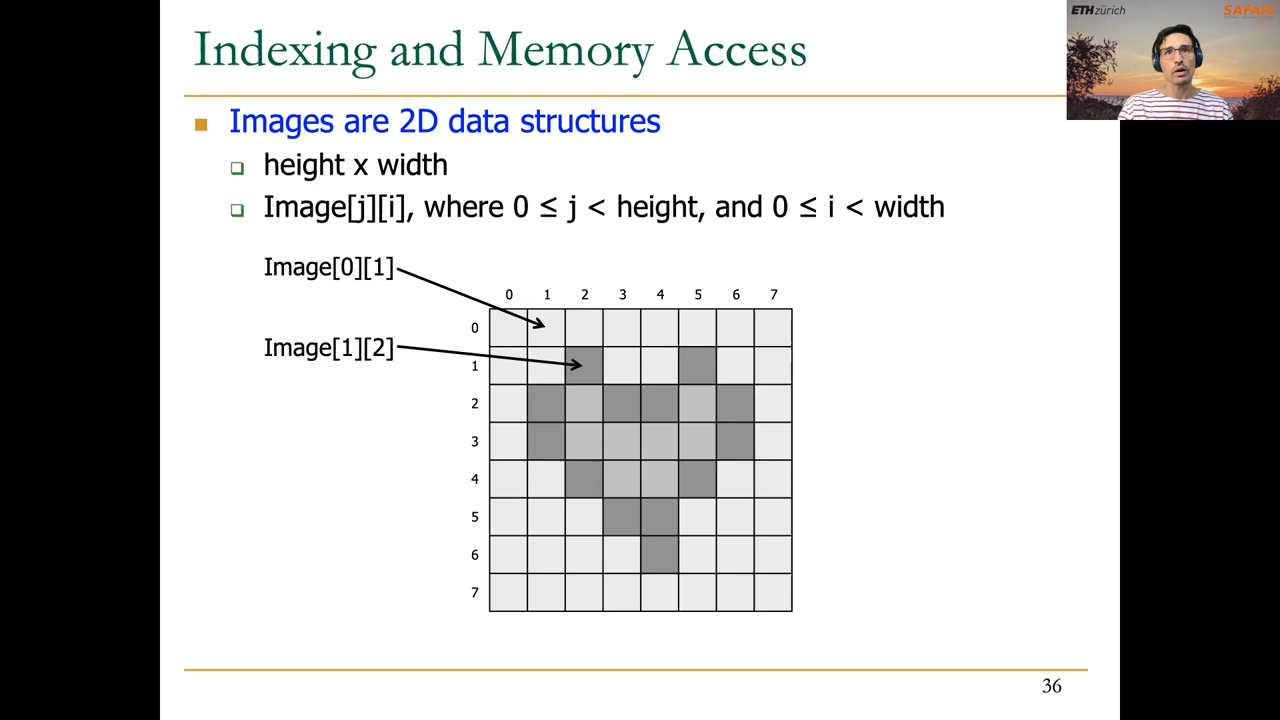 Indexing and Memory Access
ETH zürich
SAFARI
Images are 2D data structures
height x width
Image[j][i], where 0 ≤ j < height, and 0 ≤ i < width
Image[0][1]
0 1 2 3 4 5 6 7
0
Image[1][2]
1
2
3
4
5
6
7
36